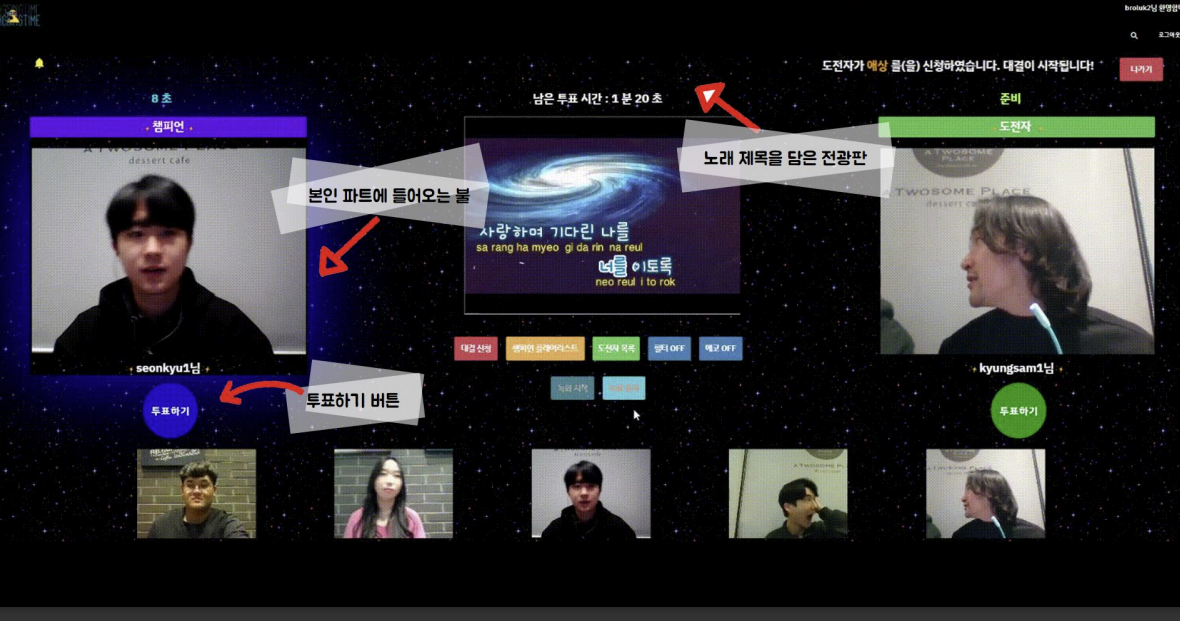 broluk2님 환영합
로그아웃
도전자가 애상 를(을) 신청하였습니다. 대결이 시작됩니다!
나가기
8 초
남은 투표 시간 : 1 분 20 초
준비
챔피언
도전자
A TWOSOME PLACE
dessert cafe
노래 제목을 담은 전광판
A TWOSOME
PLACE
본인 파트에 들어오는 불
A TWOSOME PLACE
사랑하며 기다린 나를
sa rang ha myeo gi da rin na reul
너를 이토록
neo reul i to rok
대결 신청
챔피언 플레이리스트
도전자 목록
필터 OFF
에코 OFF
seonkyu1님
kyungsam1님
녹화 시작
투표하기 버튼
투표하기
투표하기